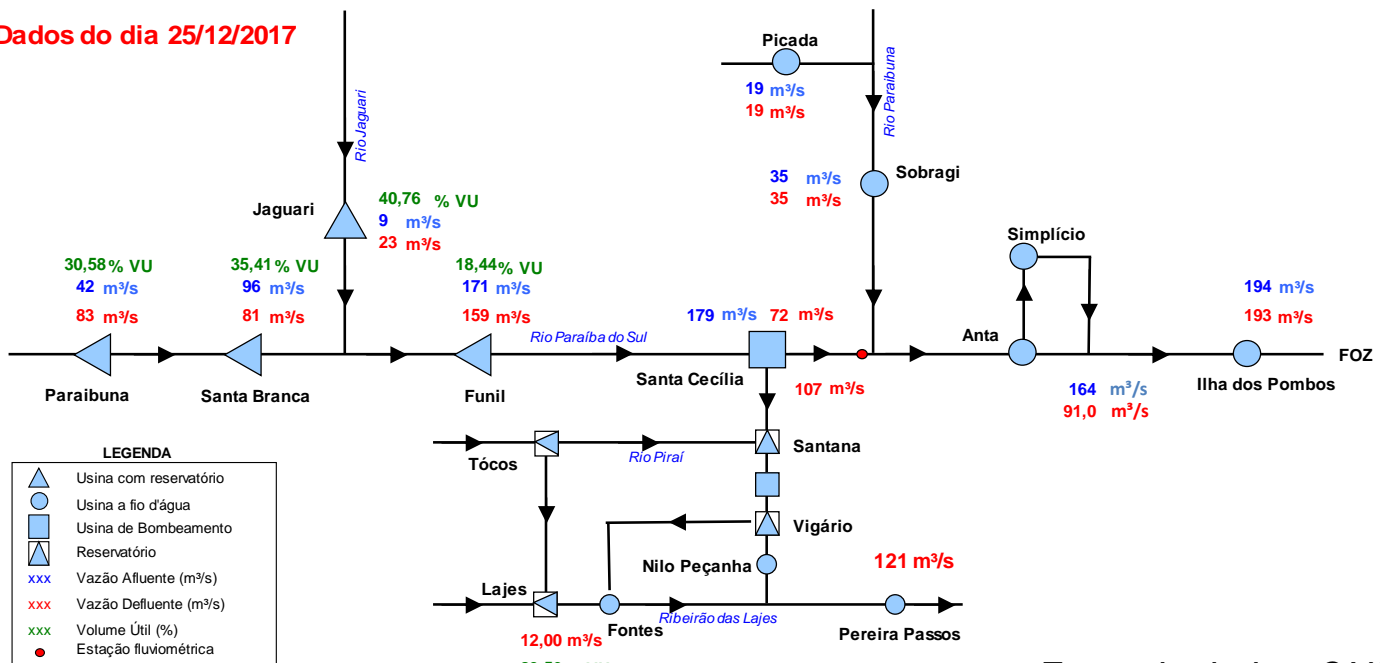 Dados do dia 25/12/2017
Rio Jaguari
Jaguari
40,76 % VU
9 m³/s
23 m³/s
Picada
19 m³/s
19 m³/s
Rio Paraibuna
35 m³/s
35 m³/s
Sobragi
30,58 % VU
42 m³/s
83 m³/s
Paraibuna
35,41 % VU
96 m³/s
81 m³/s
Santa Branca
18,44 % VU
171 m³/s
159 m³/s
Funil
Rio Paraíba do Sul
179 m³/s 72 m³/s
Santa Cecília
107 m³/s
Simplício
Anta
164 m³/s
91,0 m³/s
194 m³/s
193 m³/s
Ilha dos Pombos
FOZ
Tócos
Rio Piraí
Santana
Vigário
Nilo Peçanha
121 m³/s
Lajes
12,00 m³/s
Fontes
Ribeirão das Lajes
Pereira Passos
LEGENDA
Usina com reservatório
Usina a fio d'água
Usina de Bombeamento
Reservatório
xxx Vazão Afluente (m³/s)
xxx Vazão Defluente (m³/s)
xxx Volume Útil (%)
Estação fluviométrica